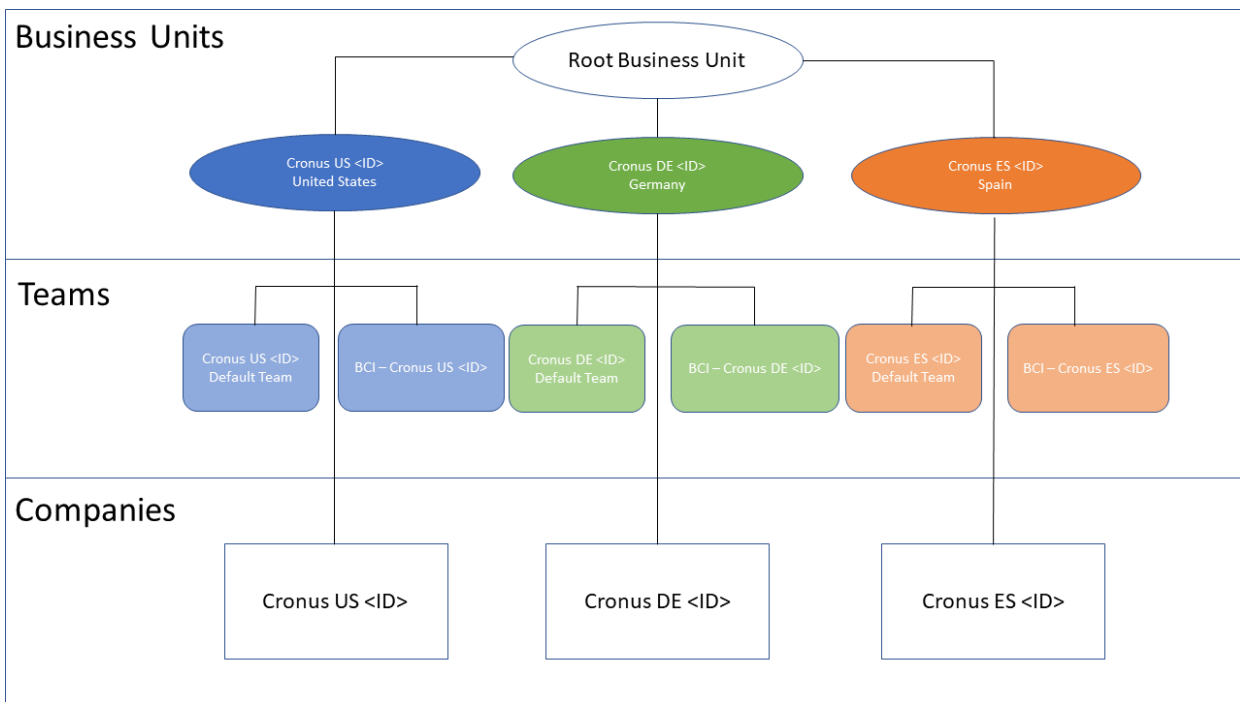 Business Units
Root Business Unit
Cronus US <ID>
United States
Cronus DE <ID>
Germany
Cronus ES <ID>
Spain
Teams
Cronus US <ID>
Default Team
BCI – Cronus US <ID>
Cronus DE <ID>
Default Team
BCI – Cronus DE <ID>
Cronus ES <ID>
Default Team
BCI – Cronus ES <ID>
Companies
Cronus US <ID>
Cronus DE <ID>
Cronus ES <ID>